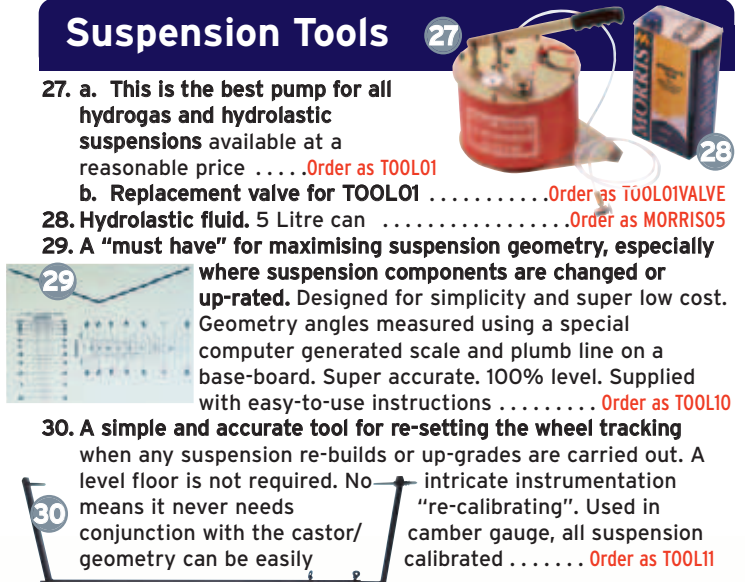 Suspension Tools
27
27. a. This is the best pump for all
hydrogas and hydrolastic
suspensions available at a
reasonable price . . . . .Order as TOOL01
MORRIS
28
b. Replacement valve for TOOL01 . . . . . . . . . . .Order as TOOL01VALVE
28. Hydrolastic fluid. 5 Litre can . . . . . . . . . . . . . . . . .Order as MORRIS05
29. A “must have” for maximising suspension geometry, especially
29
where suspension components are changed or
up-rated. Designed for simplicity and super low cost.
Geometry angles measured using a special
computer generated scale and plumb line on a
base-board. Super accurate. 100% level. Supplied
with easy-to-use instructions . . . . . . . . . Order as TOOL10
30. A simple and accurate tool for re-setting the wheel tracking
when any suspension re-builds or up-grades are carried out. A
level floor is not required. No intricate instrumentation
30
means it never needs “re-calibrating”. Used in
conjunction with the castor/ camber gauge, all suspension
geometry can be easily calibrated . . . . . . . Order as TOOL11